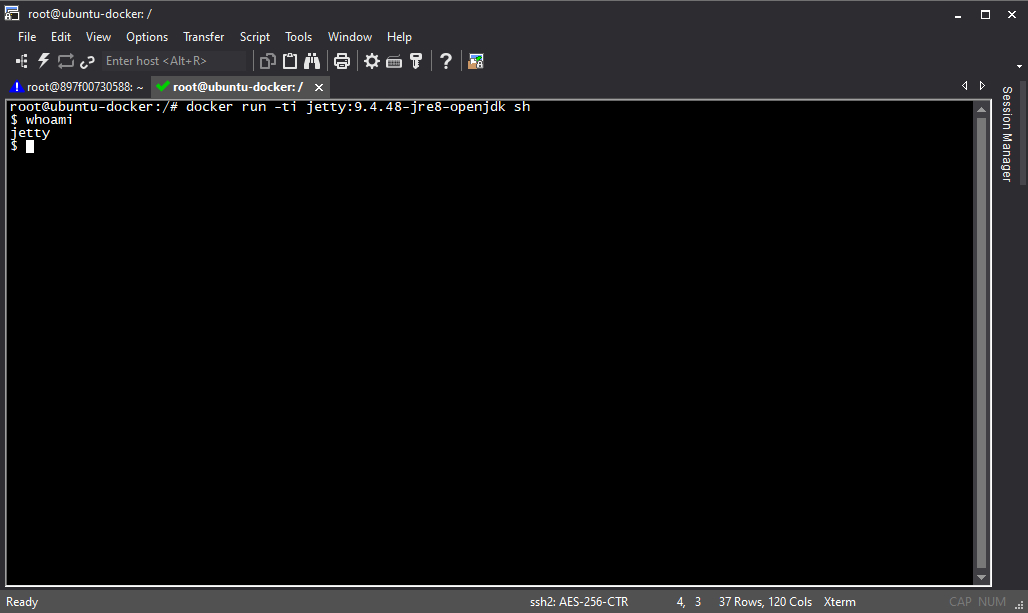 root@ubuntu-docker: /
File Edit View Options Transfer Script Tools Window Help
Enter host <Alt+R>
root@897f00730588: ~ root@ubuntu-docker: /
root@ubuntu-docker:/# docker run -ti jetty:9.4.48-jre8-openjdk sh
$ whoami
jetty
$
Session Manager
Ready ssh2: AES-256-CTR 4, 3 37 Rows, 120 Cols Xterm CAP NUM